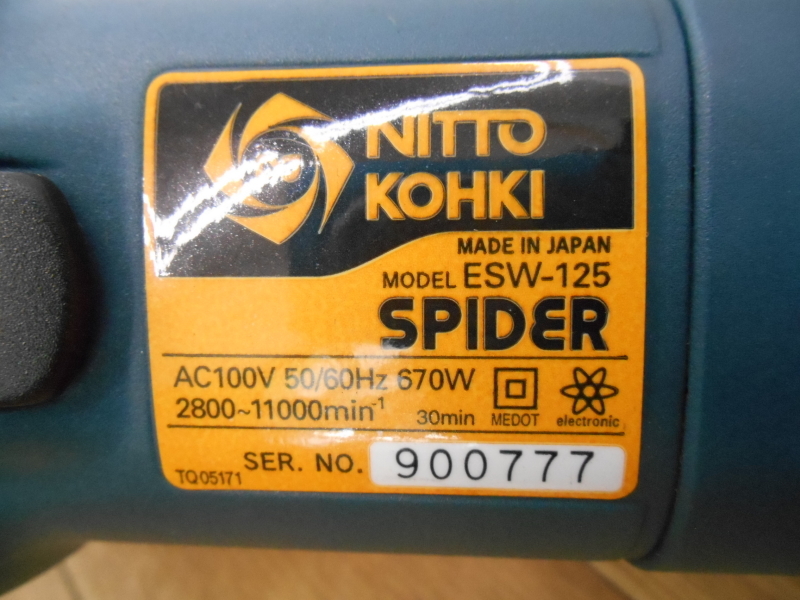 NITTO
KOHKI
MADE IN JAPAN
MODEL ESW-125
SPIDER
AC100V 50/60Hz 670W
2800~11000min⁻¹ 30min
MEDOT electronic
SER. NO. 900777
TQ05171